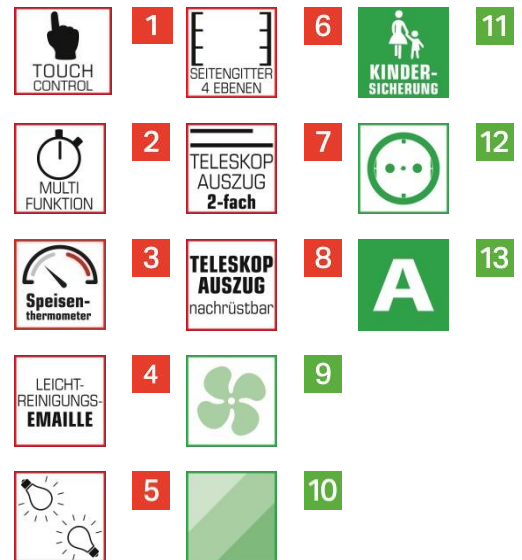 TOUCH
CONTROL
1
SEITENGITTER
4 EBENEN
6
KINDER-
SICHERUNG
11
MULTI
FUNKTION
2
TELESKOP
AUSZUG
2-fach
7
12
Speisen-
thermometer
3
TELESKOP
AUSZUG
nachrüstbar
8
A
13
LEICHT-
REINIGUNGS-
EMAILLE
4
9
5
10